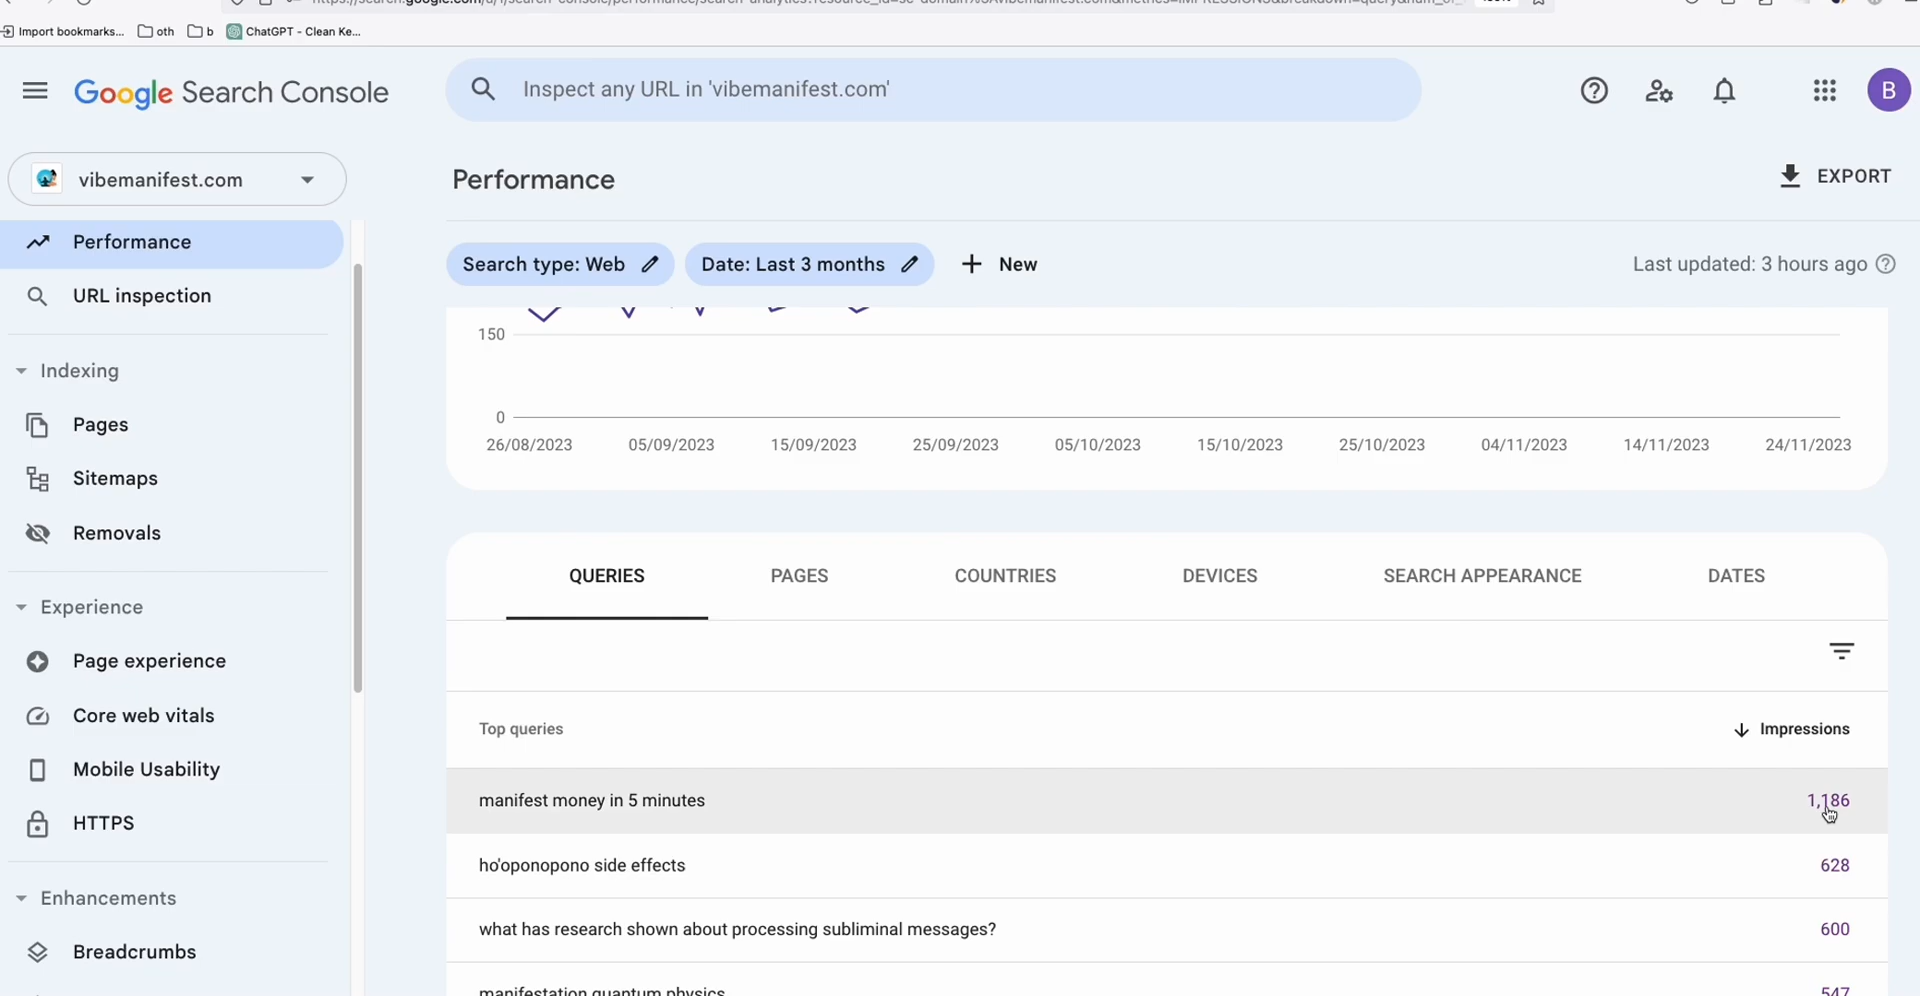 Import bookmarks...
oth
b
ChatGPT - Clean Ke...
Google Search Console
Inspect any URL in 'vibemanifest.com'
B
vibemanifest.com
Performance
EXPORT
Performance
URL inspection
Search type: Web
Date: Last 3 months
New
Last updated: 3 hours ago
150
0
26/08/2023
05/09/2023
15/09/2023
25/09/2023
05/10/2023
15/10/2023
25/10/2023
04/11/2023
14/11/2023
24/11/2023
Indexing
Pages
Sitemaps
Removals
Experience
Page experience
Core web vitals
Mobile Usability
HTTPS
Enhancements
Breadcrumbs
QUERIES
PAGES
COUNTRIES
DEVICES
SEARCH APPEARANCE
DATES
Top queries
Impressions
manifest money in 5 minutes
1,186
ho'oponopono side effects
628
what has research shown about processing subliminal messages?
600
manifestation quantum physics
547